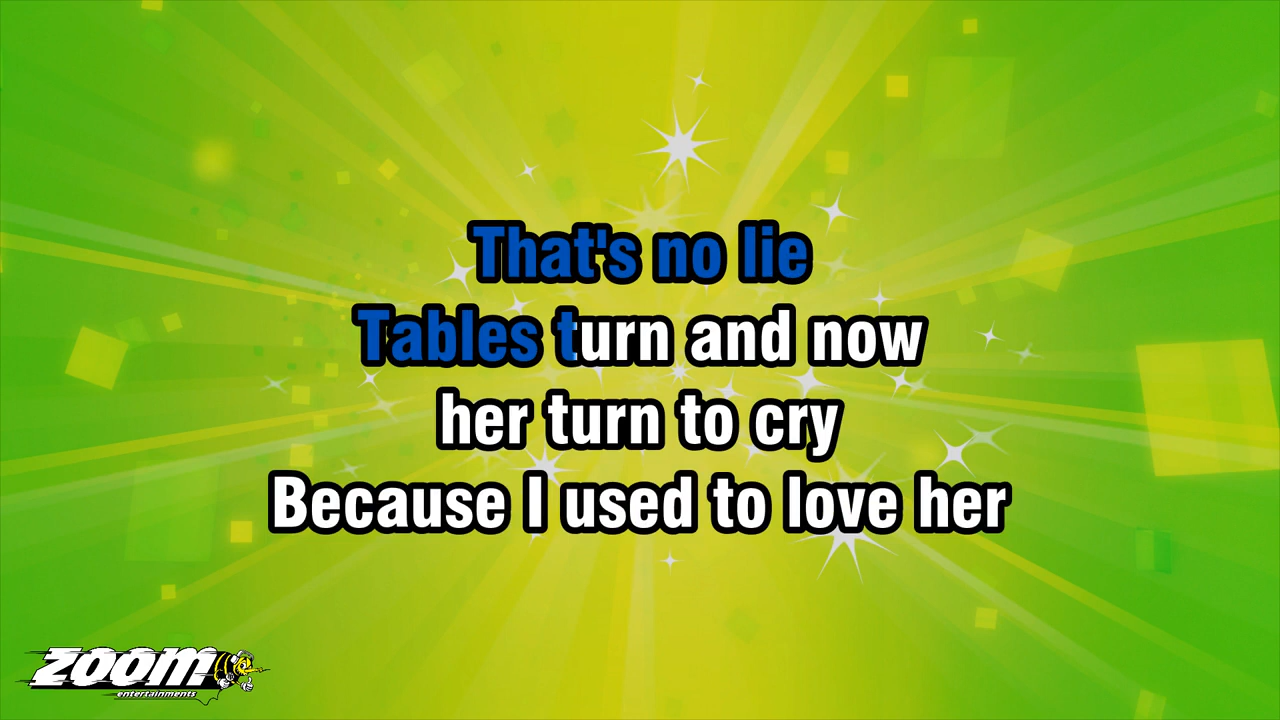 That's no lie
Tables turn and now
her turn to cry
Because I used to love her
ZOOM
entertainments